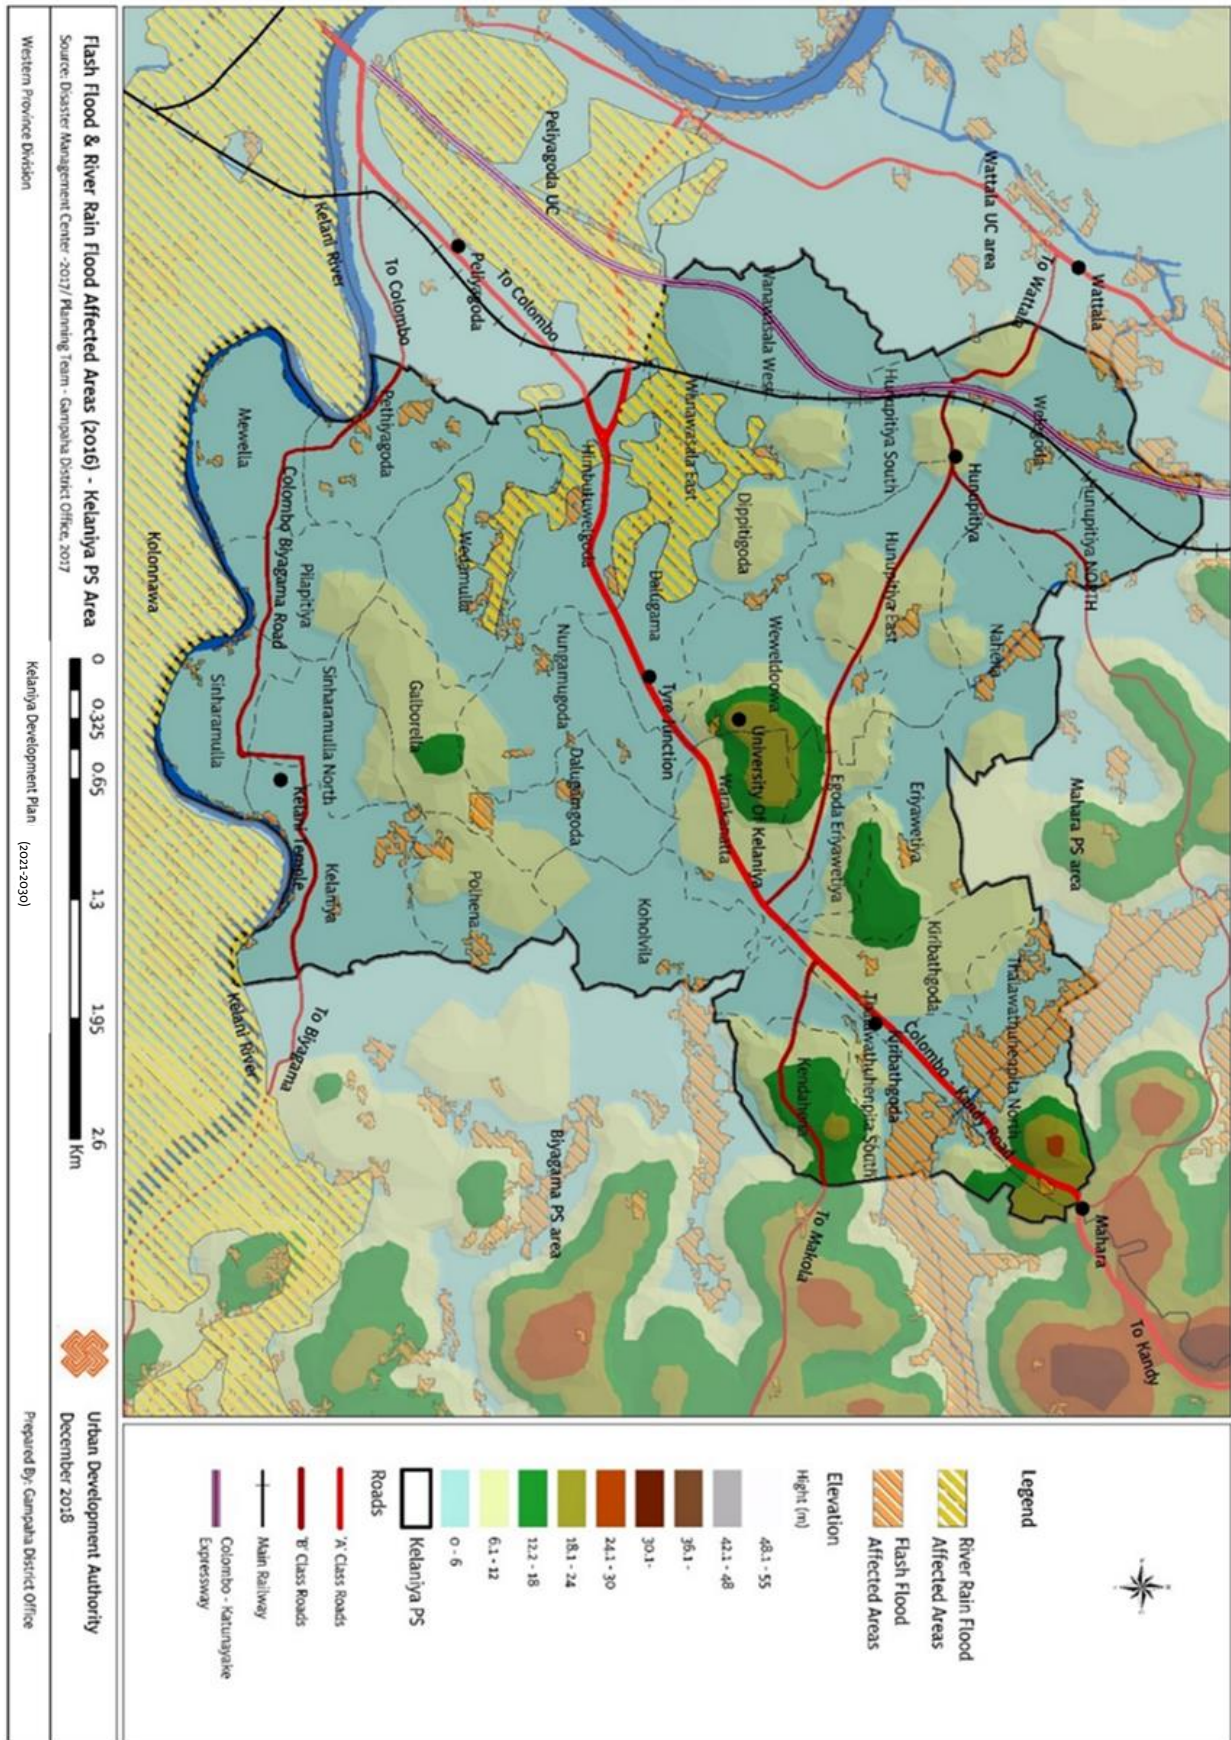 Wattala
Wattala UC area
To Wattala
Peliyagoda UC
Wanawasala West
Hunupitiya South
Welegoda
Hunupitiya
Hunupitiya NORTH
Hunupitiya East
Nahena
Peliyagoda
To Colombo
To Colombo
Kelani River
Wanawasala East
Dippitigoda
Himbutuwelgoda
Dalugama
Weweldoowa
University Of Kelaniya
Eriyawetiya
Egoda Eriyawetiya
Mahara PS area
Pethiyagoda
Wedamulla
Nungamugoda
Tyre Junction
Warakanatta
Kiribathgoda
Thalawathuhenpita North
Mewella
Colombo Biyagama Road
Pilapitiya
Galborella
Dalugamgoda
Koholvila
Thalawathuhenpita South
Kiribathgoda
Colombo Kandy Road
Kendahena
Mahara
To Kandy
Sinharamulla North
Sinharamulla
Kelani Temple
Kelaniya
Polhena
Kolonnawa
Kelani River
To Biyagama
Biyagama PS area
To Makola
Legend
River Rain Flood
Affected Areas
Flash Flood
Affected Areas
Elevation
Hight (m)
48.1 - 55
42.1 - 48
36.1 -
30.1-
24.1 - 30
18.1 - 24
12.2 - 18
6.1 - 12
0 - 6
Kelaniya PS
Roads
'A' Class Roads
'B' Class Roads
Main Railway
Colombo - Katunayake
Expressway
Flash Flood & River Rain Flood Affected Areas (2016) - Kelaniya PS Area
Source: Disaster Management Center -2017/ Planning Team - Gampaha District Office, 2017
0 0.325 0.65 1.3 1.95 2.6
Km
Urban Development Authority
December 2018
Western Province Division
Kelaniya Development Plan (2021-2030)
Prepared By: Gampaha District Office